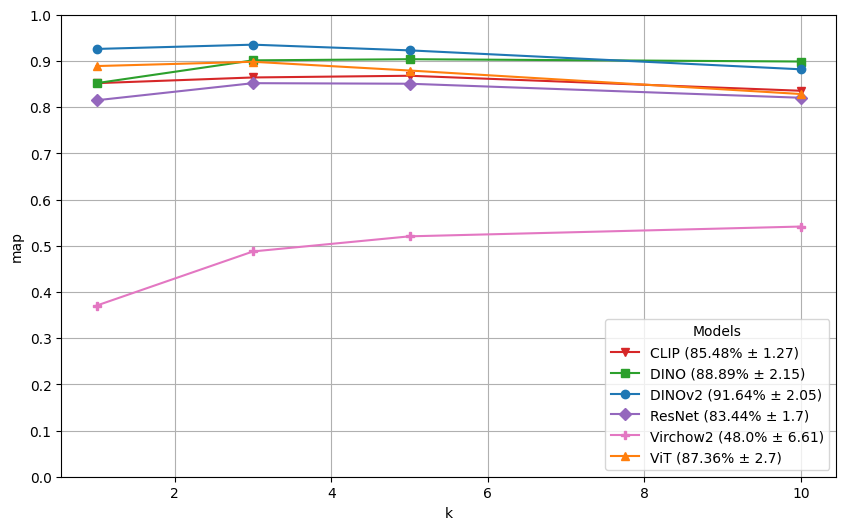 1.0
0.9
0.8
0.7
0.6
0.5
0.4
0.3
0.2
0.1
0.0
map
2
4
6
8
10
k
Models
CLIP (85.48% ± 1.27)
DINO (88.89% ± 2.15)
DINOv2 (91.64% ± 2.05)
ResNet (83.44% ± 1.7)
Virchow2 (48.0% ± 6.61)
ViT (87.36% ± 2.7)